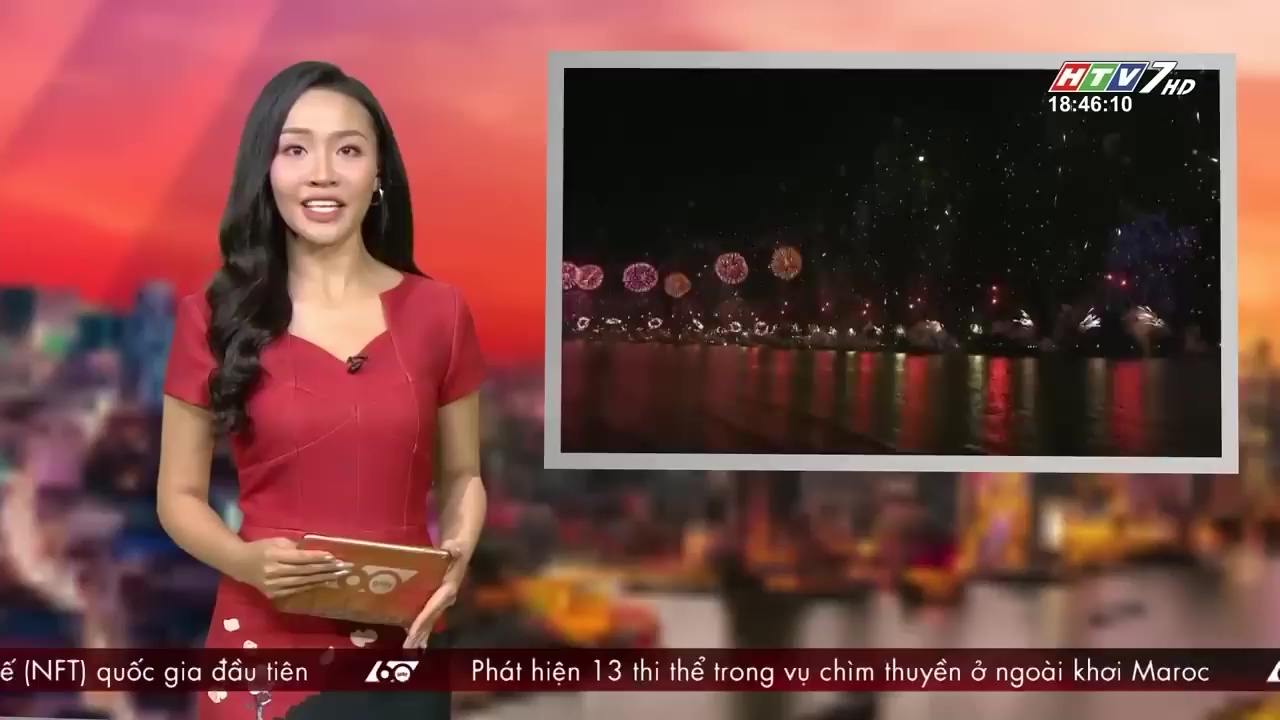 HTV7 HD
18:46:10
ế (NFT) quốc gia đầu tiên
60
Phát hiện 13 thi thể trong vụ chìm thuyền ở ngoài khơi Maroc